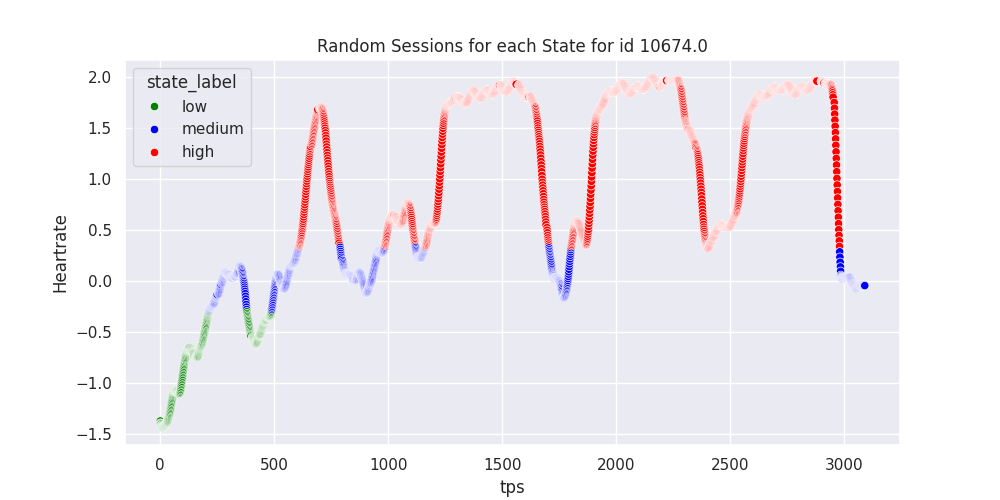 Random Sessions for each State for id 10674.0
state_label
low
medium
high
Heartrate
2.0
1.5
1.0
0.5
0.0
−0.5
−1.0
−1.5
0 500 1000 1500 2000 2500 3000
tps